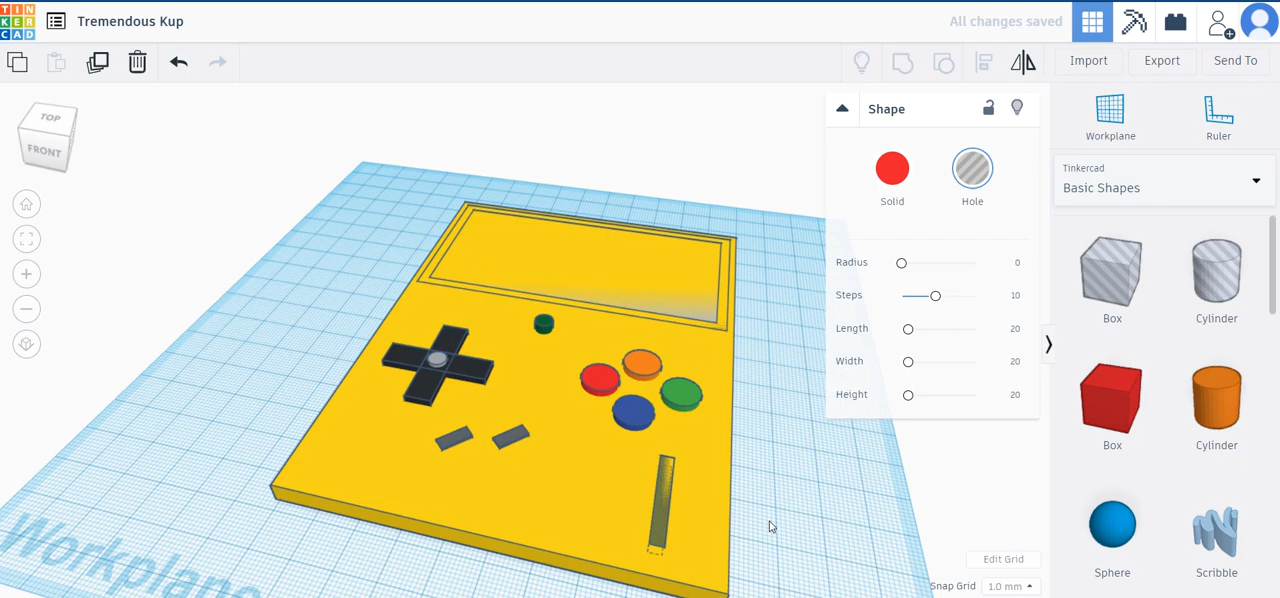 TIN
KER
CAD
Tremendous Kup
All changes saved
Import
Export
Send To
TOP
FRONT
Shape
Solid
Hole
Radius 0
Steps 10
Length 20
Width 20
Height 20
Workplane
Ruler
Tinkercad
Basic Shapes
Box
Cylinder
Box
Cylinder
Sphere
Scribble
Workplane
Edit Grid
Snap Grid 1.0 mm